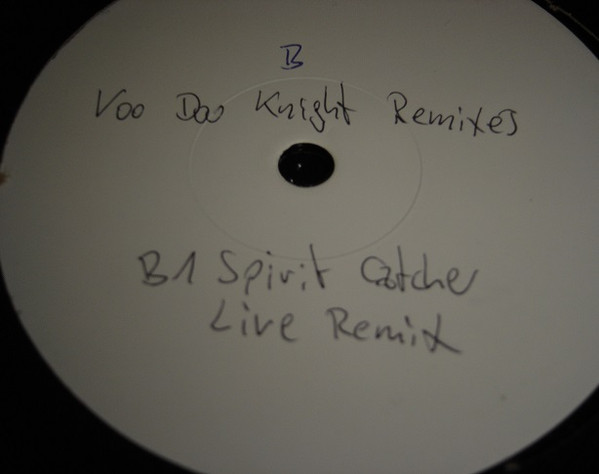 B
Voo Doo Knight Remixes
B1 Spirit Catcher
Live Remix